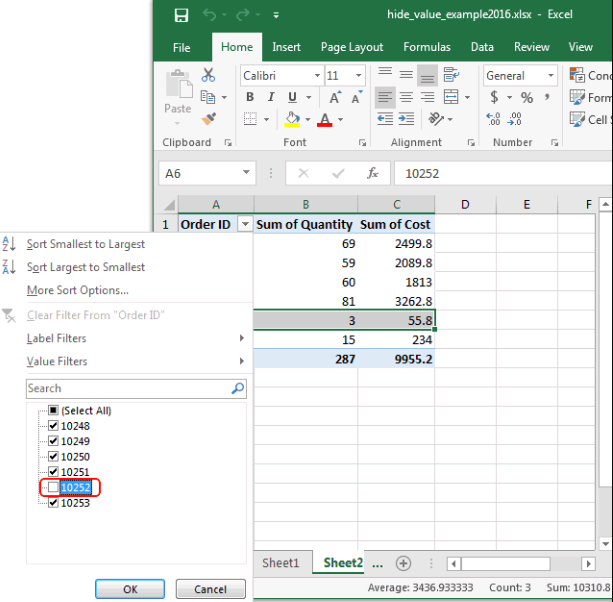 hide_value_example2016.xlsx - Excel
File Home Insert Page Layout Formulas Data Review View
Calibri 11 General Conc
Paste B I U A A $ % , Form
A Cell S
Clipboard Font Alignment Number
A6 fx 10252
A B C D E F
1 Order ID Sum of Quantity Sum of Cost
69 2499.8
59 2089.8
60 1813
81 3262.8
3 55.8
15 234
287 9955.2
Sort Smallest to Largest
Sort Largest to Smallest
More Sort Options...
Clear Filter From "Order ID"
Label Filters
Value Filters
Search
(Select All)
10248
10249
10250
10251
10252
10253
OK Cancel
Sheet1 Sheet2 ...
Average: 3436.933333 Count: 3 Sum: 10310.8